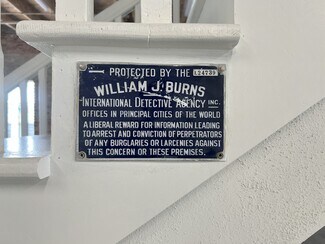 PROTECTED BY THE
WILLIAM J. BURNS
INTERNATIONAL DETECTIVE AGENCY INC.
OFFICES IN PRINCIPAL CITIES OF THE WORLD
A LIBERAL REWARD FOR INFORMATION LEADING
TO ARREST AND CONVICTION OF PERPETRATORS
OF ANY BURGLARIES OR LARCENIES AGAINST
THIS CONCERN OR THESE PREMISES.